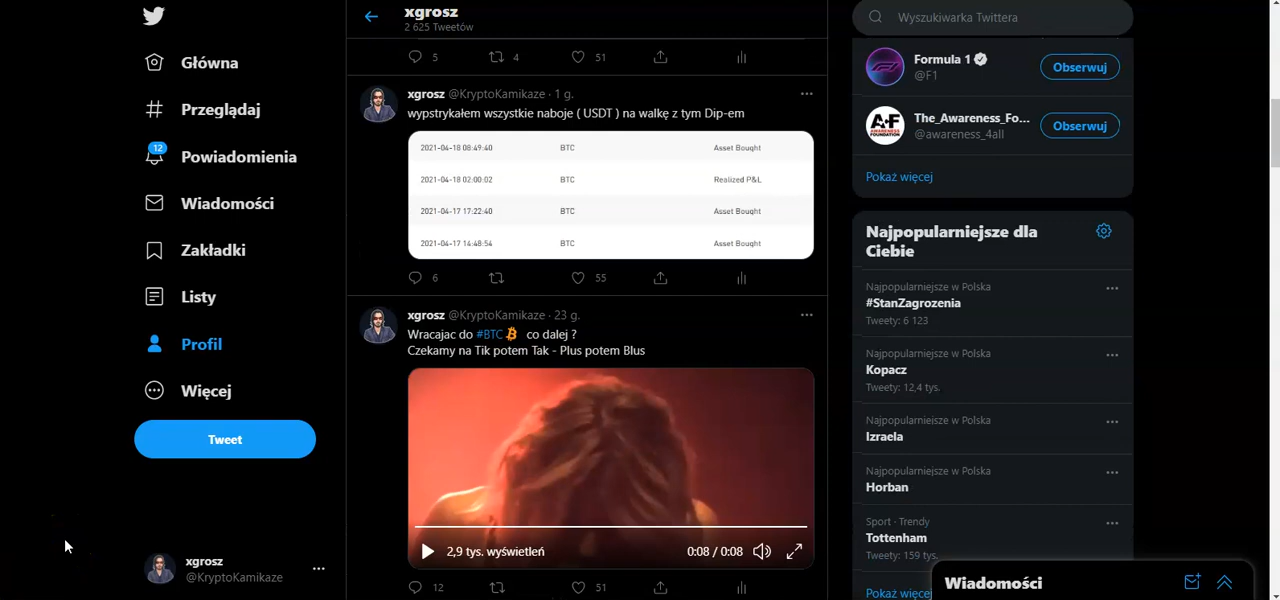 Główna
Przeglądaj
12
Powiadomienia
Wiadomości
Zakładki
Listy
Profil
Więcej
Tweet
xgrosz
@KryptoKamikaze
xgrosz
2 625 Tweetów
5
4
51
xgrosz @KryptoKamikaze · 1 g.
wypstrykałem wszystkie naboje ( USDT ) na walkę z tym Dip-em
2021-04-18 08:49:40 BTC Asset Bought
2021-04-18 02:00:02 BTC Realized P&L
2021-04-17 17:22:40 BTC Asset Bought
2021-04-17 14:48:54 BTC Asset Bought
6
55
xgrosz @KryptoKamikaze · 23 g.
Wracajac do #BTC co dalej ?
Czekamy na Tik potem Tak - Plus potem Blus
2,9 tys. wyświetleń
0:08 / 0:08
12
51
Wyszukiwarka Twittera
Formula 1
@F1
Obserwuj
The_Awareness_Fo...
@awareness_4all
Obserwuj
Pokaż więcej
Najpopularniejsze dla
Ciebie
Najpopularniejsze w Polska
#StanZagrozenia
Tweety: 6 123
Najpopularniejsze w Polska
Kopacz
Tweety: 12,4 tys.
Najpopularniejsze w Polska
Izraela
Najpopularniejsze w Polska
Horban
Sport · Trendy
Tottenham
Tweety: 159 tys.
Pokaż więcej
Wiadomości